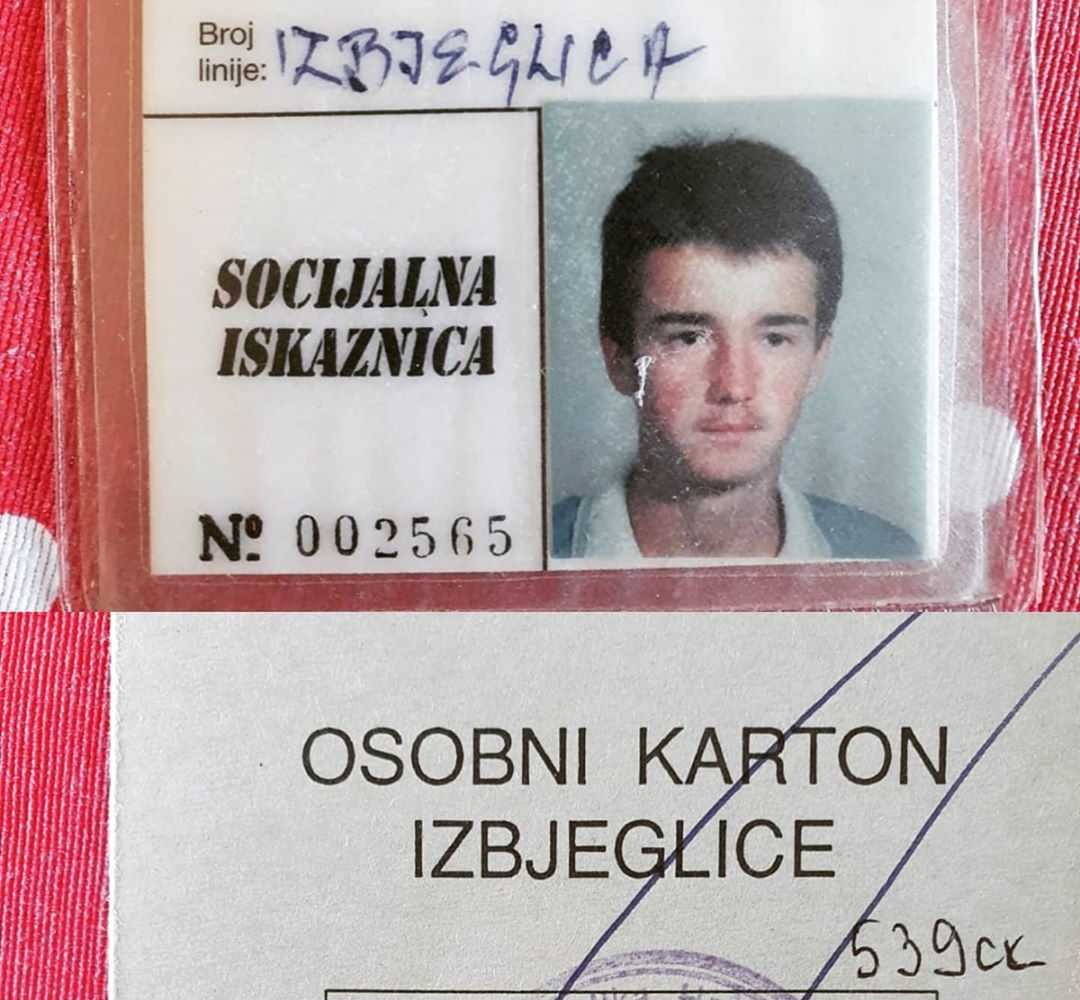 Broj
linije: IZBJEGLICA
SOCIJALNA
ISKAZNICA
Nº 002565
OSOBNI KARTON
IZBJEGLICE
539ck